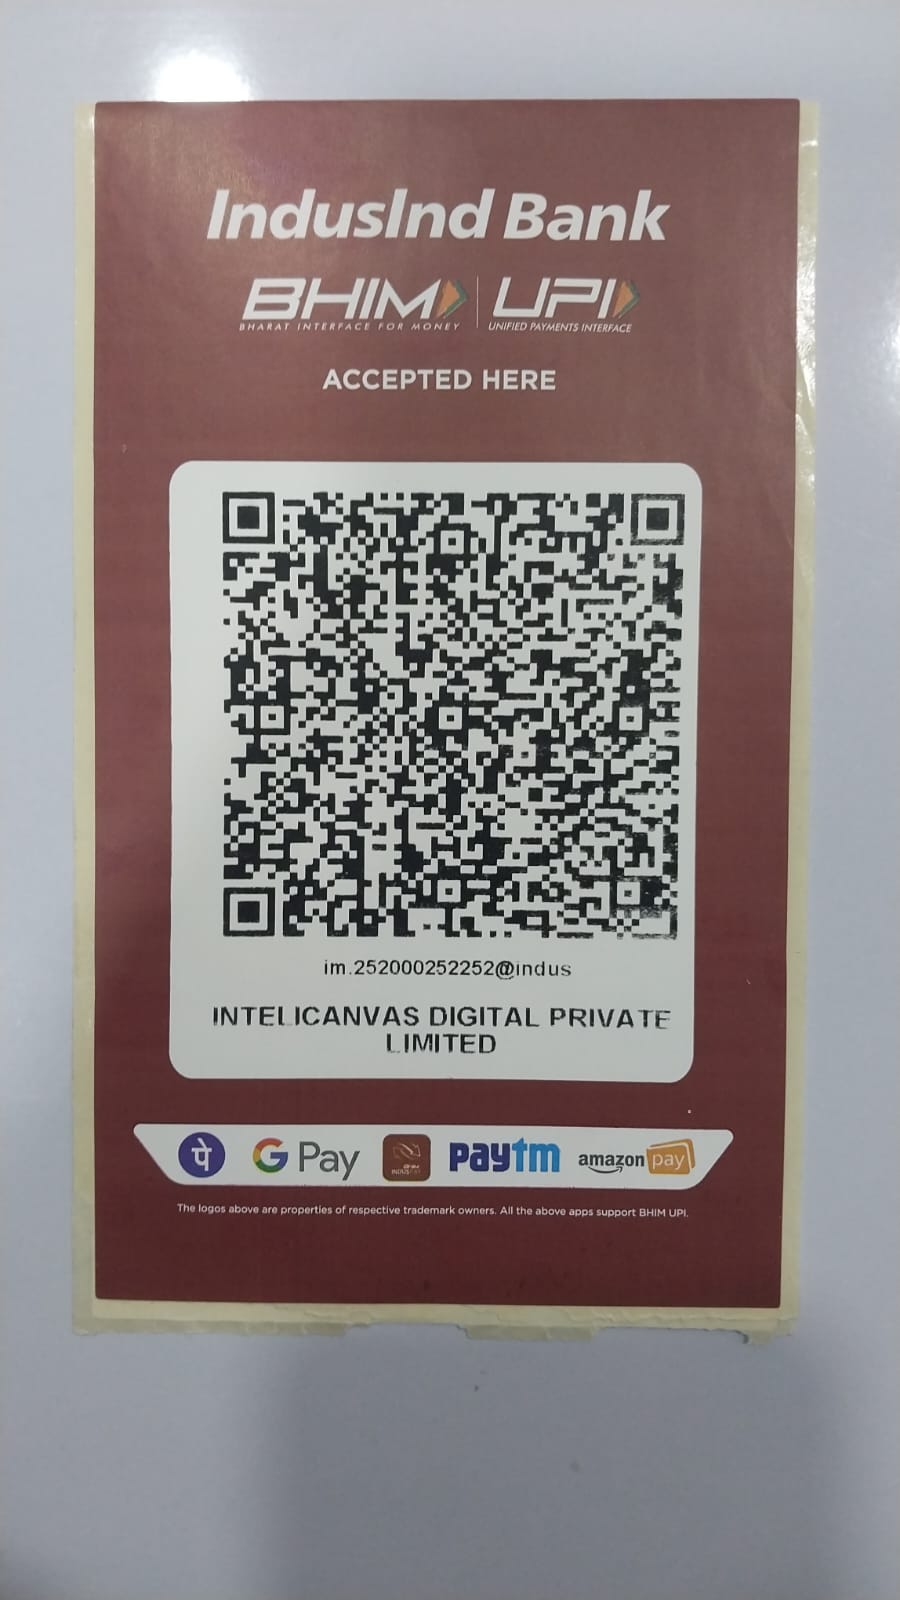 IndusInd Bank
BHIM UPI
BHARAT INTERFACE FOR MONEY UNIFIED PAYMENTS INTERFACE
ACCEPTED HERE
im.252000252252@indus
INTELICANVAS DIGITAL PRIVATE
LIMITED
पे G Pay BHIM INDUSPAY paytm amazon pay
The logos above are properties of respective trademark owners. All the above apps support BHIM UPI.